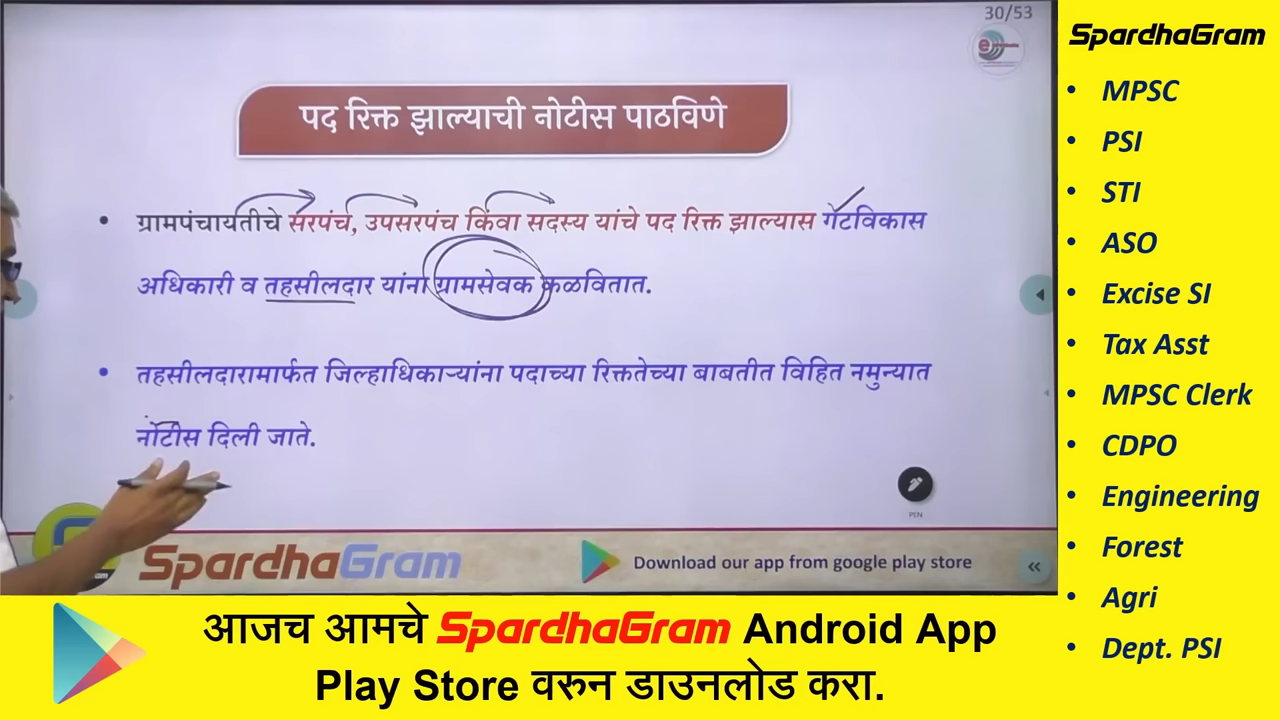 30/53
पद रिक्त झाल्याची नोटीस पाठविणे
• ग्रामपंचायतीचे सरपंच, उपसरपंच किंवा सदस्य यांचे पद रिक्त झाल्यास गटविकास
अधिकारी व तहसीलदार यांना ग्रामसेवक कळवितात.
• तहसीलदारामार्फत जिल्हाधिकाऱ्यांना पदाच्या रिक्ततेच्या बाबतीत विहित नमुन्यात
नोटीस दिली जाते.
PEN
SpardhaGram
Download our app from google play store
SpardhaGram
• MPSC
• PSI
• STI
• ASO
• Excise SI
• Tax Asst
• MPSC Clerk
• CDPO
• Engineering
• Forest
• Agri
• Dept. PSI
आजच आमचे SpardhaGram Android App
Play Store वरुन डाउनलोड करा.